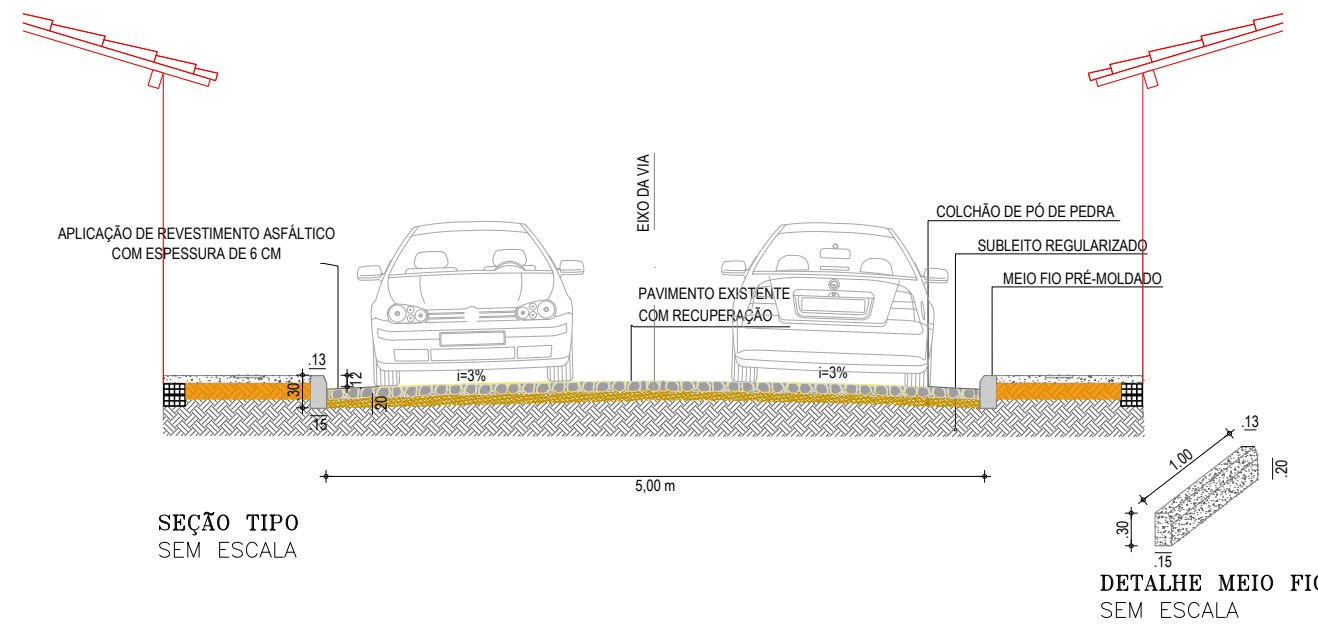 EIXO DA VIA
APLICAÇÃO DE REVESTIMENTO ASFÁLTICO
COM ESPESSURA DE 6 CM
COLCHÃO DE PÓ DE PEDRA
SUBLEITO REGULARIZADO
MEIO FIO PRÉ-MOLDADO
PAVIMENTO EXISTENTE
COM RECUPERAÇÃO
.13
.30
12
i=3%
i=3%
.20
.15
5,00 m
SEÇÃO TIPO
SEM ESCALA
.13
1.00
.20
.30
.15
DETALHE MEIO FIO
SEM ESCALA